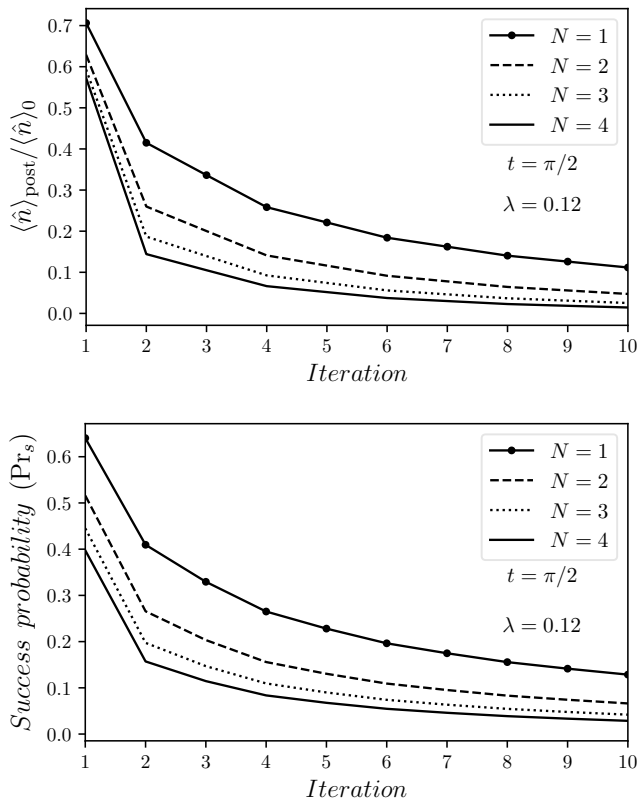 0.7
0.6
0.5
0.4
0.3
0.2
0.1
0.0
⟨n̂⟩post/⟨n̂⟩0
N = 1
N = 2
N = 3
N = 4
t = π/2
λ = 0.12
1 2 3 4 5 6 7 8 9 10
Iteration
0.6
0.5
0.4
0.3
0.2
0.1
0.0
Success probability (Prs)
N = 1
N = 2
N = 3
N = 4
t = π/2
λ = 0.12
1 2 3 4 5 6 7 8 9 10
Iteration